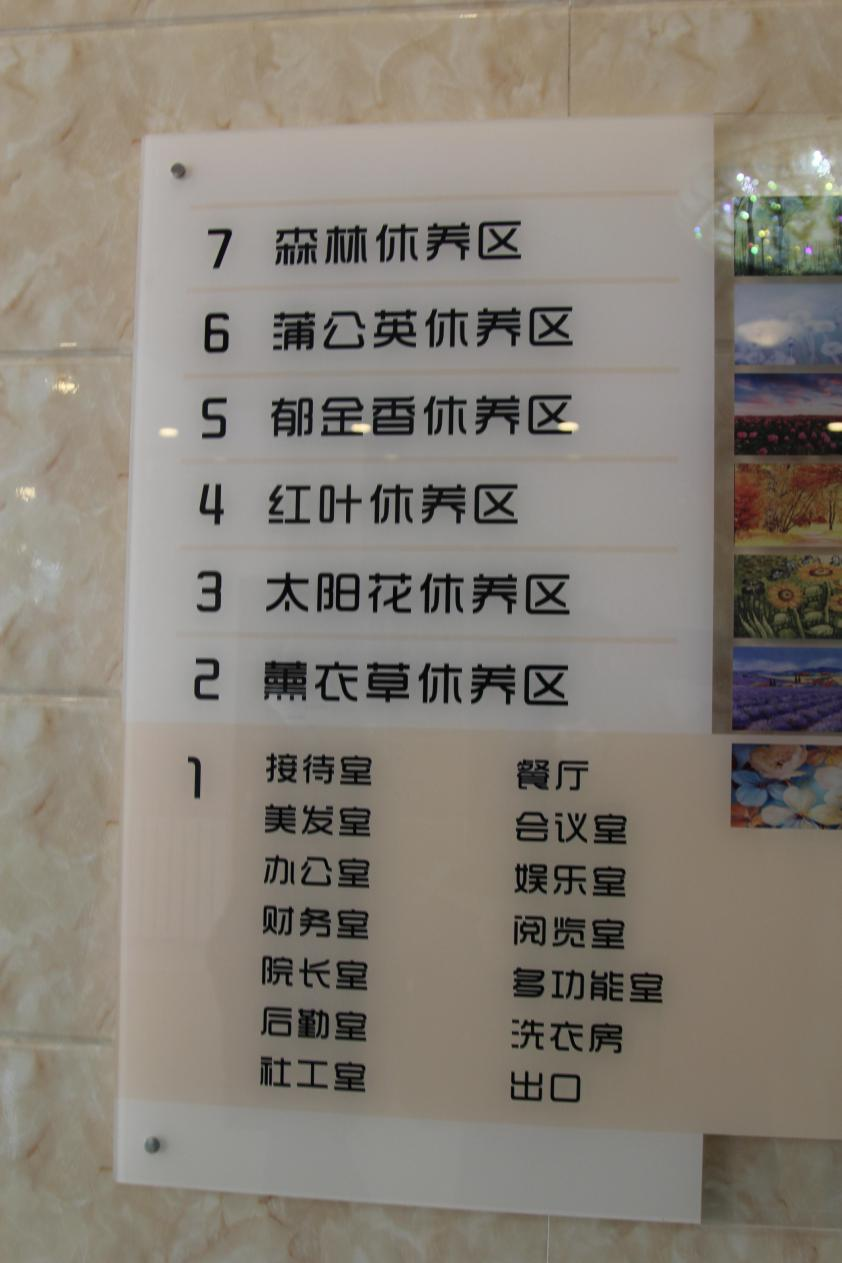 7 森林休养区
6 蒲公英休养区
5 郁金香休养区
4 红叶休养区
3 太阳花休养区
2 薰衣草休养区
1 接待室 餐厅
美发室 会议室
办公室 娱乐室
财务室 阅览室
院长室 多功能室
后勤室 洗衣房
社工室 出口